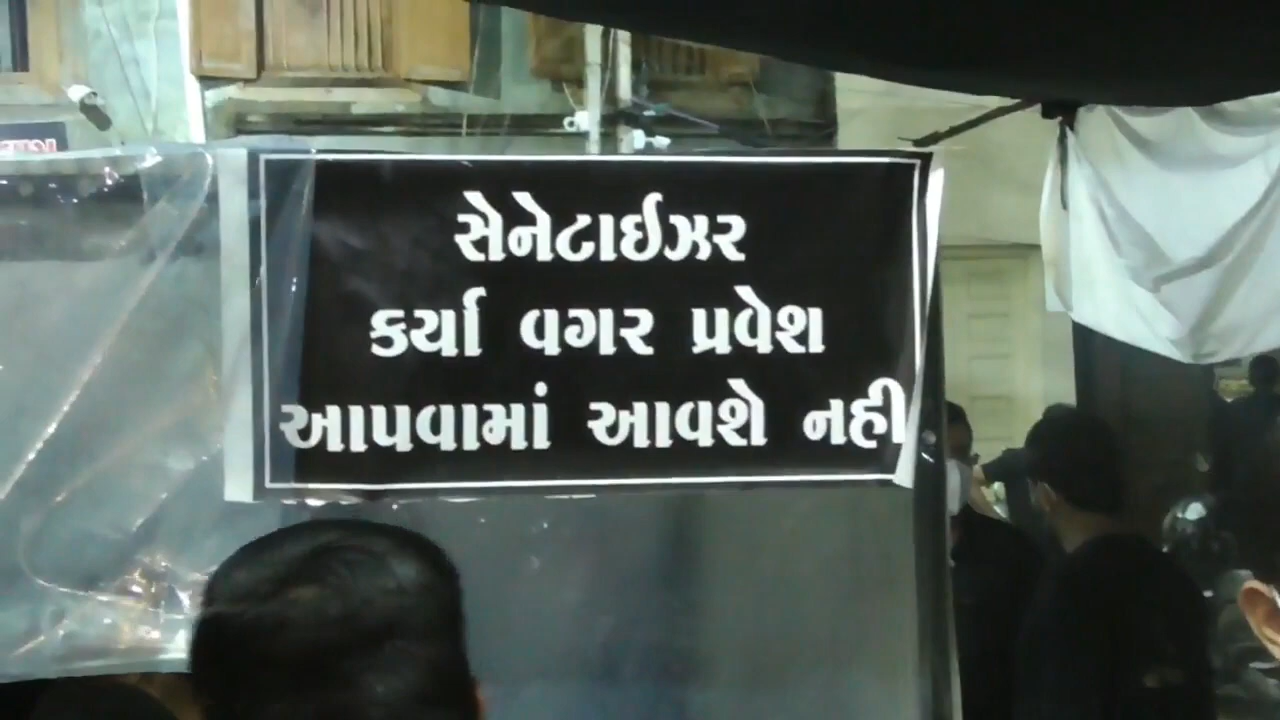 સેનેટાઈઝર
કર્યા વગર પ્રવેશ
આપવામાં આવશે નહી